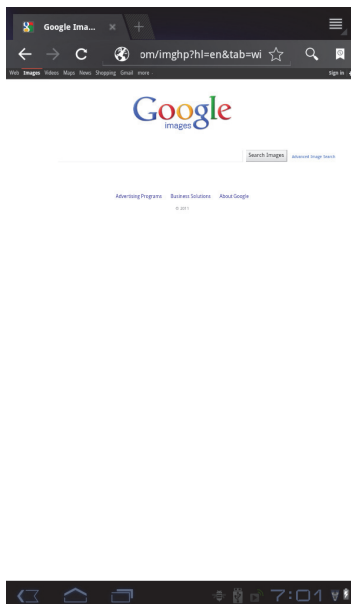 Google Ima...
om/imghp?hl=en&tab=wi
Web Images Videos Maps News Shopping Gmail more Sign in
Google
images
Search Images Advanced Image Search
Advertising Programs Business Solutions About Google
© 2011
7:01